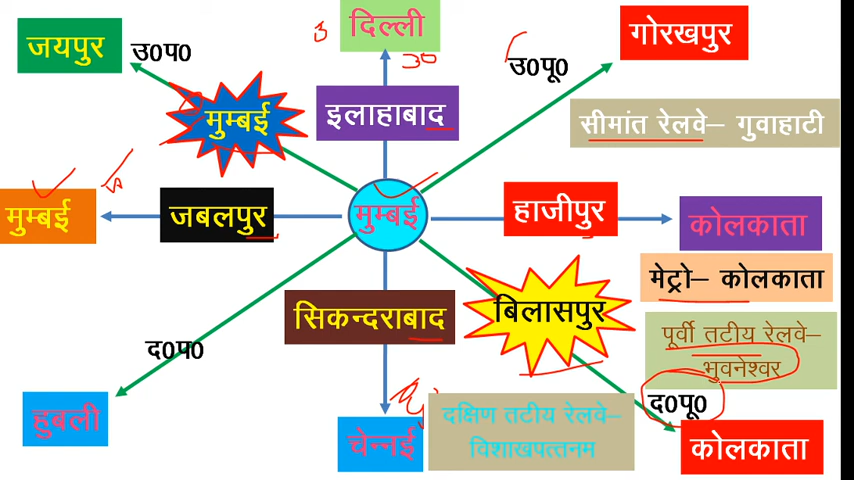 दिल्ली
जयपुर
उ0प0
उ0
उ0पू0
गोरखपुर
मुम्बई
इलाहाबाद
सीमांत रेलवे– गुवाहाटी
मुम्बई
जबलपुर
मुम्बई
हाजीपुर
कोलकाता
मेट्रो– कोलकाता
सिकन्दराबाद
बिलासपुर
पूर्वी तटीय रेलवे–
भुवनेश्वर
द0प0
द0पू0
हुबली
चेन्नई
दक्षिण तटीय रेलवे–
विशाखपत्तनम
कोलकाता